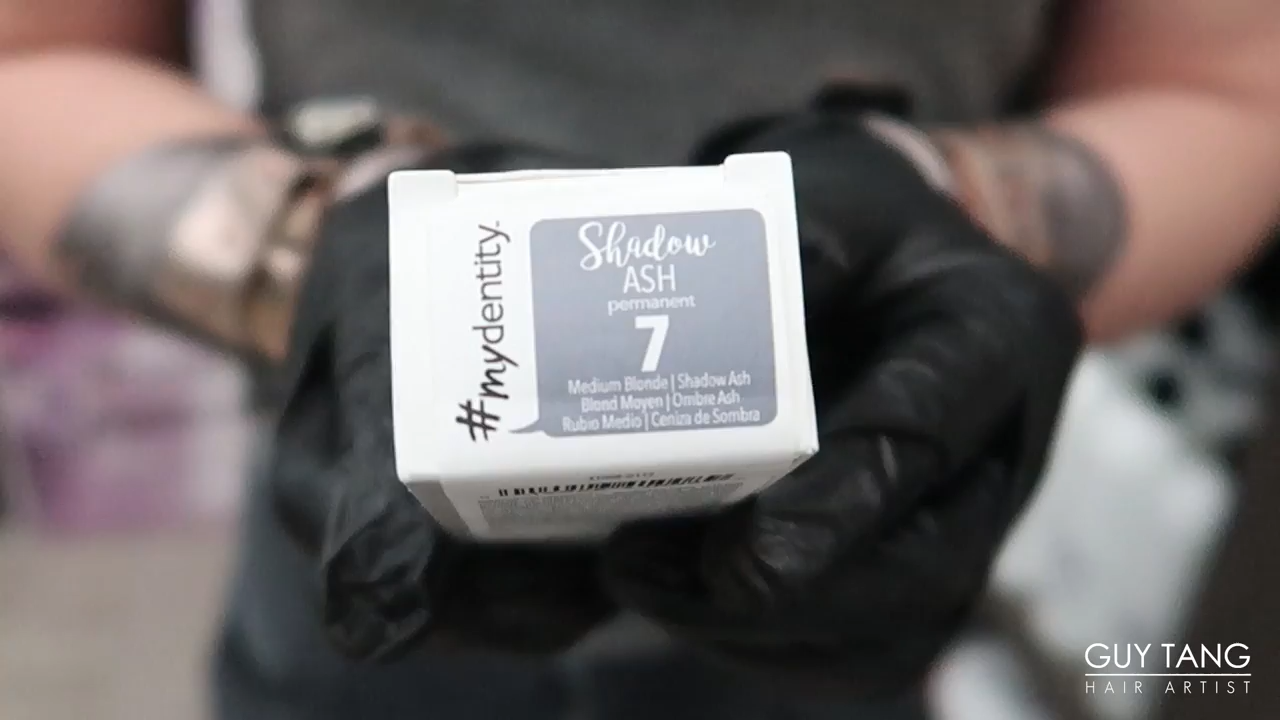 #mydentity.
Shadow
ASH
permanent
7
Medium Blonde | Shadow Ash
Blond Moyen | Ombre Ash
Rubio Medio | Ceniza de Sombra
GUY TANG
HAIR ARTIST